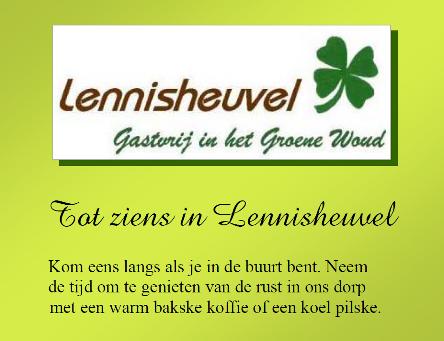 Lennisheuvel
Gastvrij in het Groene Woud
Tot ziens in Lennisheuvel
Kom eens langs als je in de buurt bent. Neem
de tijd om te genieten van de rust in ons dorp
met een warm bakske koffie of een koel pilske.